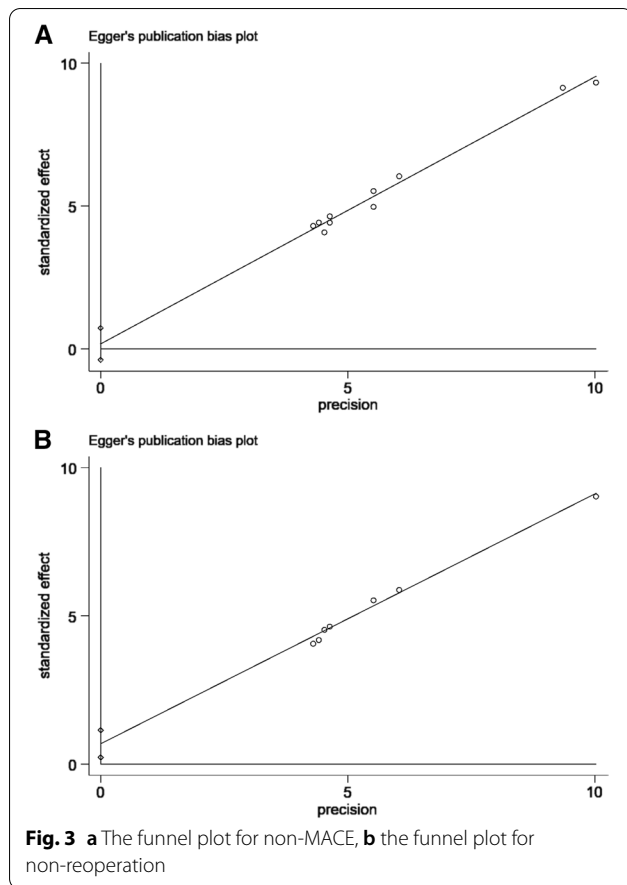 A
Egger's publication bias plot
10
5
0
standardized effect
0
5
10
precision
B
Egger's publication bias plot
10
5
0
standardized effect
0
5
10
precision
Fig. 3 a The funnel plot for non-MACE, b the funnel plot for
non-reoperation